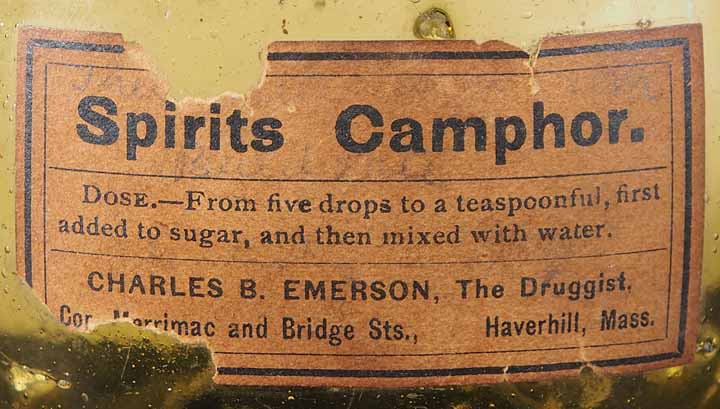 Spirits Camphor.
DOSE.—From five drops to a teaspoonful, first
added to sugar, and then mixed with water.
CHARLES B. EMERSON, The Druggist,
Cor. Merrimac and Bridge Sts., Haverhill, Mass.